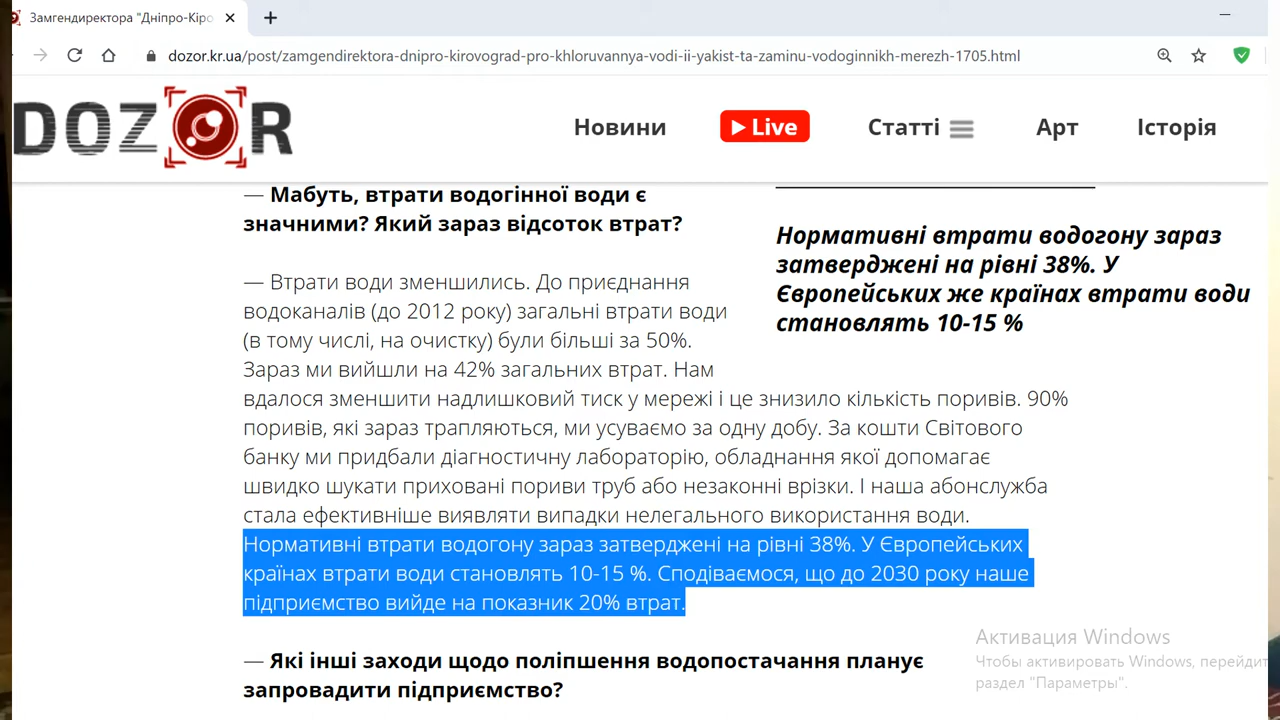 Замгендиректора "Дніпро-Кіро
dozor.kr.ua/post/zamgendirektora-dnipro-kirovograd-pro-khloruvannya-vodi-ii-yakist-ta-zaminu-vodoginnikh-merezh-1705.html
DOZOR
Новини
Live
Статті
Арт
Історія
— Мабуть, втрати водогінної води є
значними? Який зараз відсоток втрат?
Нормативні втрати водогону зараз
затверджені на рівні 38%. У
Європейських же країнах втрати води
становлять 10-15 %
— Втрати води зменшились. До приєднання
водоканалів (до 2012 року) загальні втрати води
(в тому числі, на очистку) були більші за 50%.
Зараз ми вийшли на 42% загальних втрат. Нам
вдалося зменшити надлишковий тиск у мережі і це знизило кількість поривів. 90%
поривів, які зараз трапляються, ми усуваємо за одну добу. За кошти Світового
банку ми придбали діагностичну лабораторію, обладнання якої допомагає
швидко шукати приховані пориви труб або незаконні врізки. І наша абонслужба
стала ефективніше виявляти випадки нелегального використання води.
Нормативні втрати водогону зараз затверджені на рівні 38%. У Європейських
країнах втрати води становлять 10-15 %. Сподіваємося, що до 2030 року наше
підприємство вийде на показник 20% втрат.
— Які інші заходи щодо поліпшення водопостачання планує
запровадити підприємство?
Активация Windows
Чтобы активировать Windows, перейдит
раздел "Параметры".